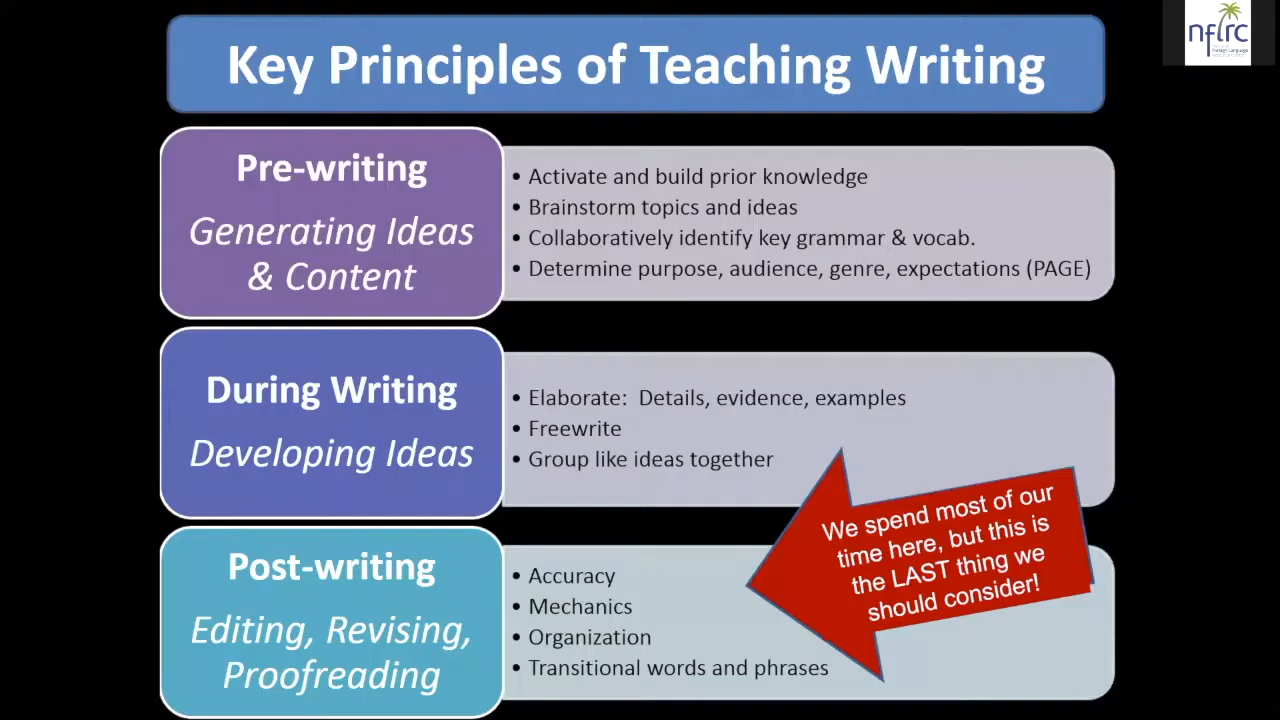 Key Principles of Teaching Writing
nflrc
Pre-writing
Generating Ideas
& Content
• Activate and build prior knowledge
• Brainstorm topics and ideas
• Collaboratively identify key grammar & vocab.
• Determine purpose, audience, genre, expectations (PAGE)
During Writing
Developing Ideas
• Elaborate: Details, evidence, examples
• Freewrite
• Group like ideas together
We spend most of our
time here, but this is
the LAST thing we
should consider!
Post-writing
Editing, Revising,
Proofreading
• Accuracy
• Mechanics
• Organization
• Transitional words and phrases